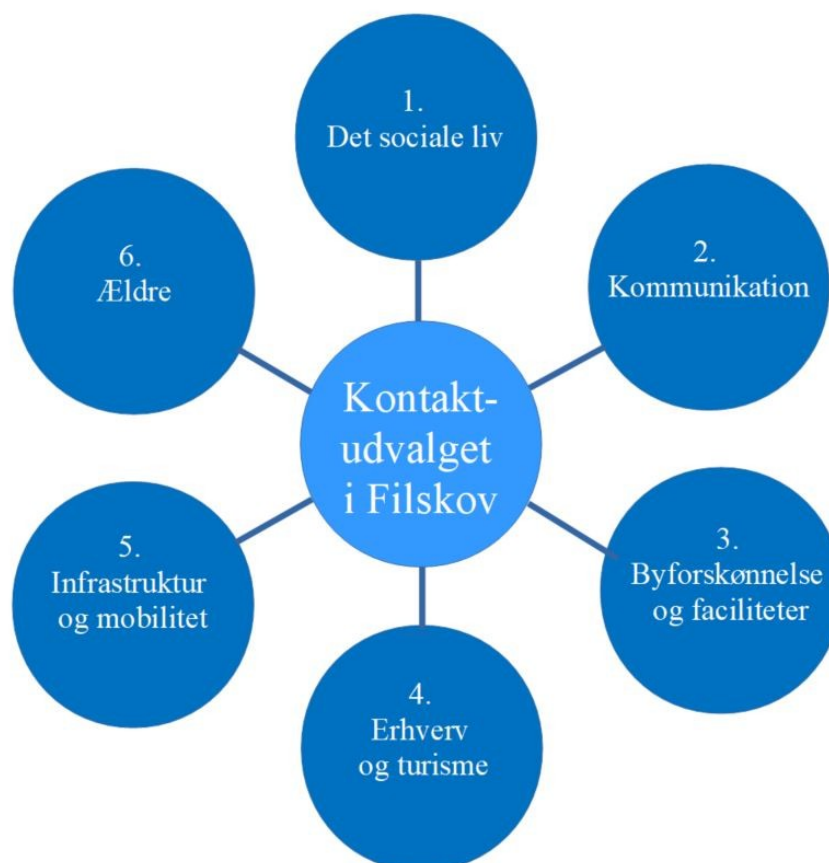 1.
Det sociale liv
2.
Kommunikation
3.
Byforskønnelse
og faciliteter
4.
Erhverv
og turisme
5.
Infrastruktur
og mobilitet
6.
Ældre
Kontakt-
udvalget
i Filskov